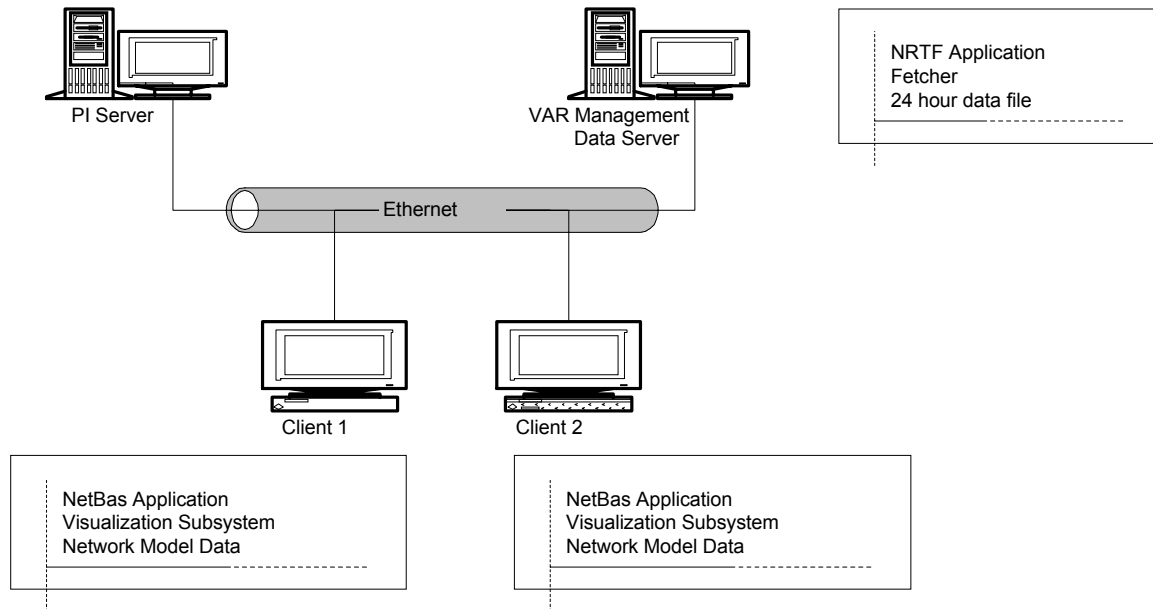 PI Server
VAR Management
Data Server
NRTF Application
Fetcher
24 hour data file
Ethernet
Client 1
Client 2
NetBas Application
Visualization Subsystem
Network Model Data
NetBas Application
Visualization Subsystem
Network Model Data